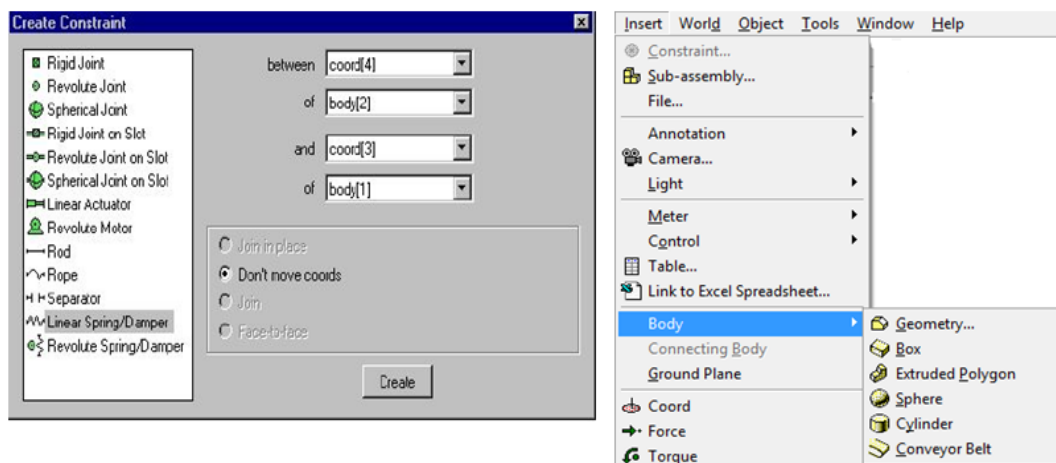 Create Constraint
Rigid Joint
Revolute Joint
Spherical Joint
Rigid Joint on Slot
Revolute Joint on Slot
Spherical Joint on Slot
Linear Actuator
Revolute Motor
Rod
Rope
Separator
Linear Spring/Damper
Revolute Spring/Damper
between coord[4]
of body[2]
and coord[3]
of body[1]
Join in place
Don't move coords
Join
Face-to-face
Create
Insert World Object Tools Window Help
Constraint...
Sub-assembly...
File...
Annotation
Camera...
Light
Meter
Control
Table...
Link to Excel Spreadsheet...
Body
Connecting Body
Ground Plane
Coord
Force
Torque
Geometry...
Box
Extruded Polygon
Sphere
Cylinder
Conveyor Belt